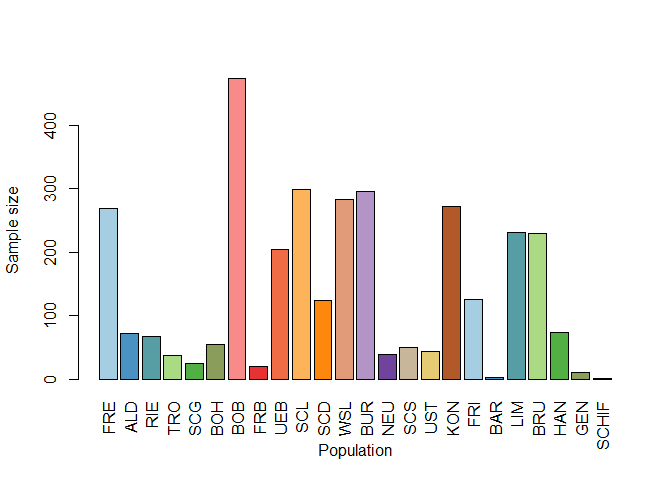 Sample size
400
300
200
100
0
FRE ALD RIE TRO SCG BOH BOB FRB UEB SCL SCD WSL BUR NEU SCS UST KON FRI BAR LIM BRU HAN GEN SCHIF
Population